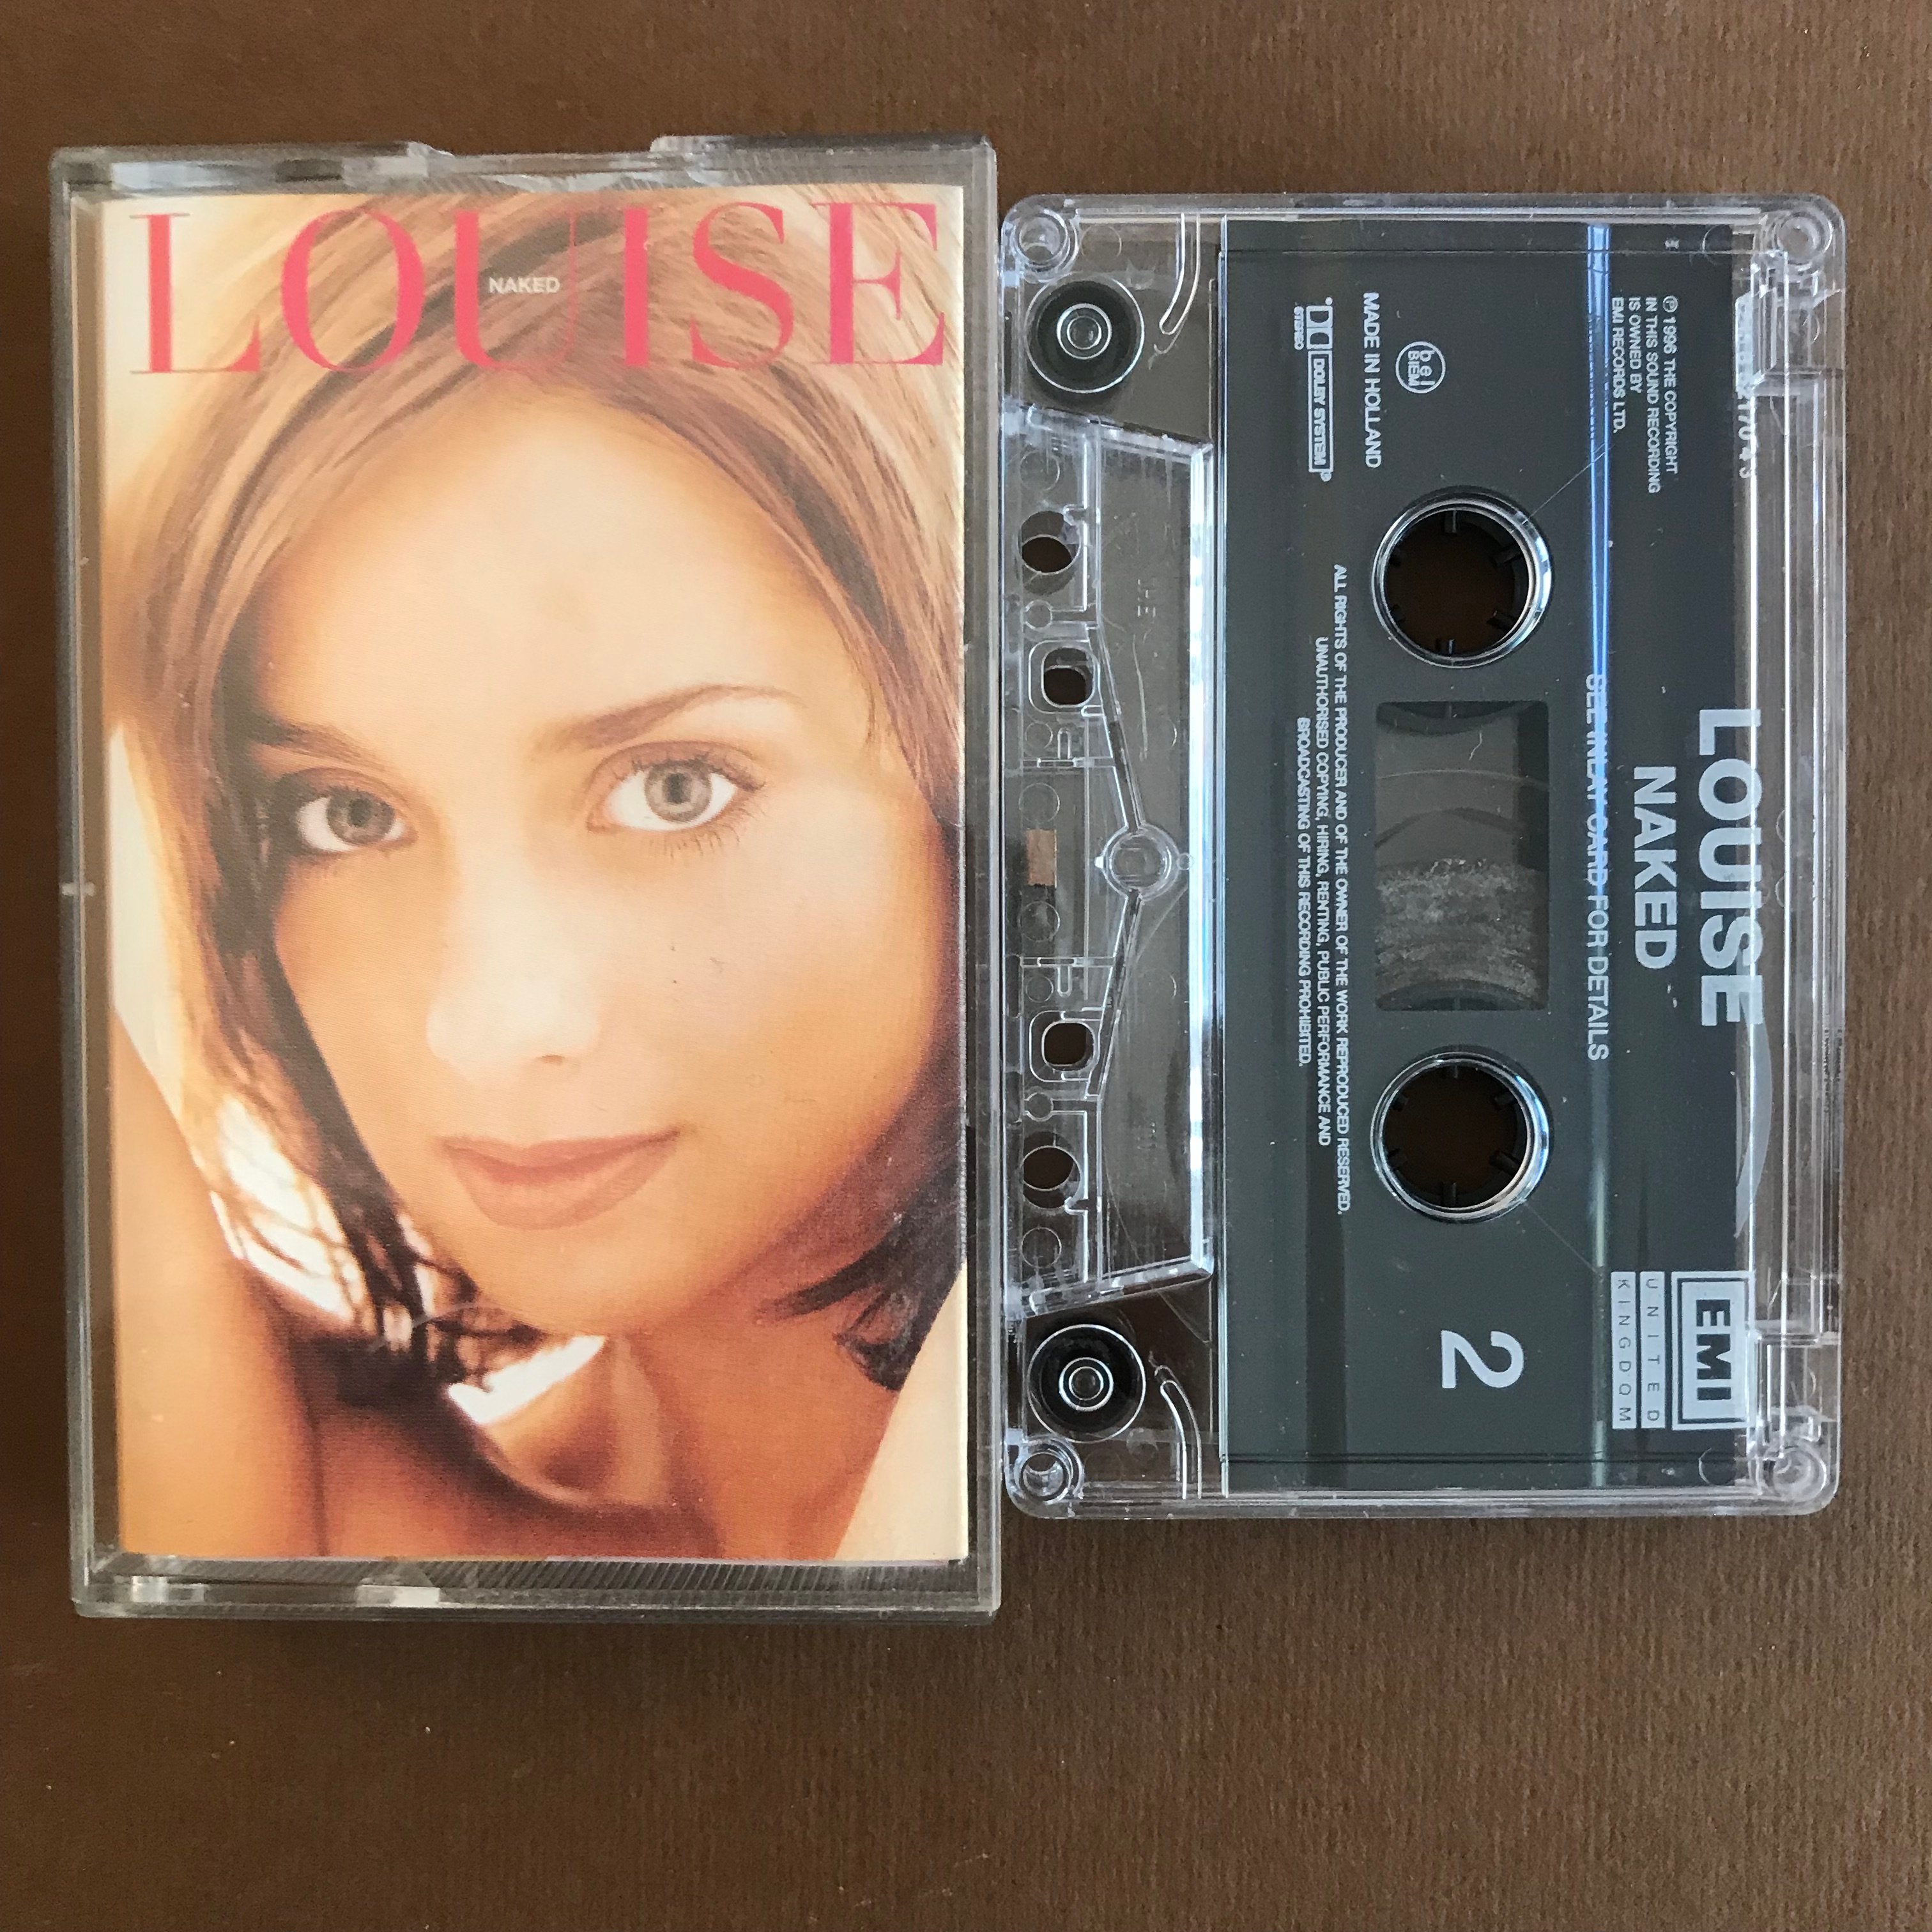 LOUISE
NAKED
LOUISE
NAKED
SEE INLAY CARD FOR DETAILS
℗ 1996 THE COPYRIGHT
IN THIS SOUND RECORDING
IS OWNED BY
EMI RECORDS LTD.
EMI
UNITED
KINGDOM
bel
BIEM
MADE IN HOLLAND
DOLBY SYSTEM
STEREO
2
ALL RIGHTS OF THE PRODUCER AND OF THE OWNER OF THE WORK REPRODUCED RESERVED.
UNAUTHORISED COPYING, HIRING, RENTING, PUBLIC PERFORMANCE AND
BROADCASTING OF THIS RECORDING PROHIBITED.